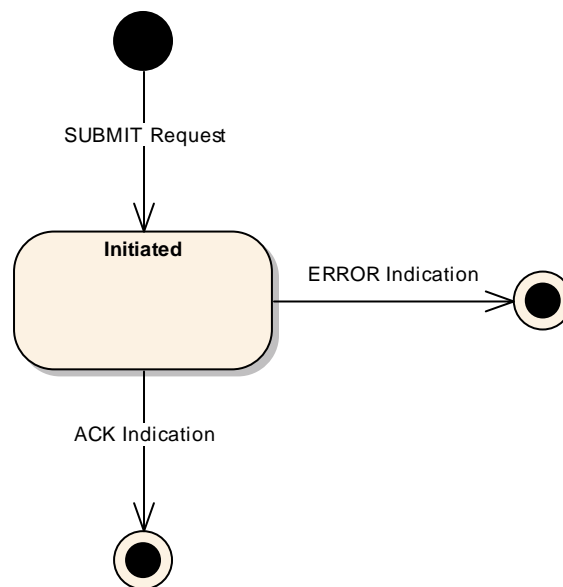 SUBMIT Request
Initiated
ERROR Indication
ACK Indication